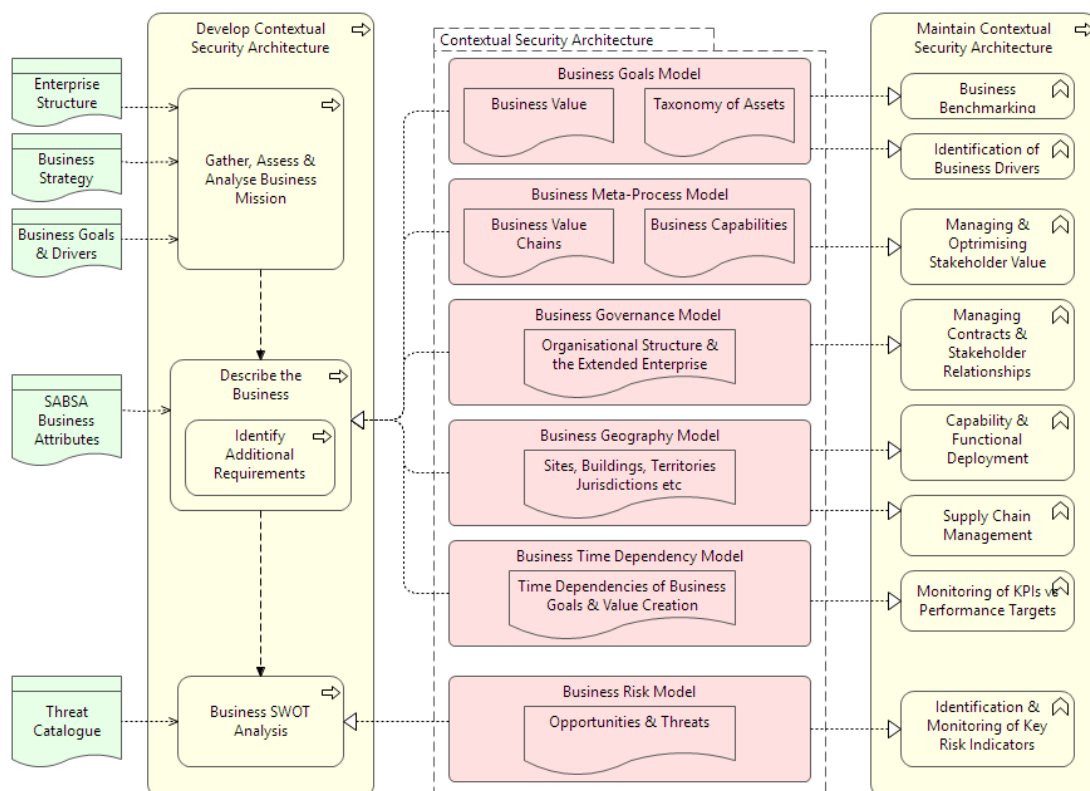 Develop Contextual
Security Architecture
Enterprise
Structure
Business
Strategy
Business Goals
& Drivers
Gather, Assess &
Analyse Business
Mission
SABSA
Business
Attributes
Describe the
Business
Identify
Additional
Requirements
Threat
Catalogue
Business SWOT
Analysis
Contextual Security Architecture
Business Goals Model
Business Value
Taxonomy of Assets
Business Meta-Process Model
Business Value
Chains
Business Capabilities
Business Governance Model
Organisational Structure &
the Extended Enterprise
Business Geography Model
Sites, Buildings, Territories
Jurisdictions etc
Business Time Dependency Model
Time Dependencies of Business
Goals & Value Creation
Business Risk Model
Opportunities & Threats
Maintain Contextual
Security Architecture
Business
Benchmarking
Identification of
Business Drivers
Managing &
Optrimising
Stakeholder Value
Managing
Contracts &
Stakeholder
Relationships
Capability &
Functional
Deployment
Supply Chain
Management
Monitoring of KPIs vs
Performance Targets
Identification &
Monitoring of Key
Risk Indicators